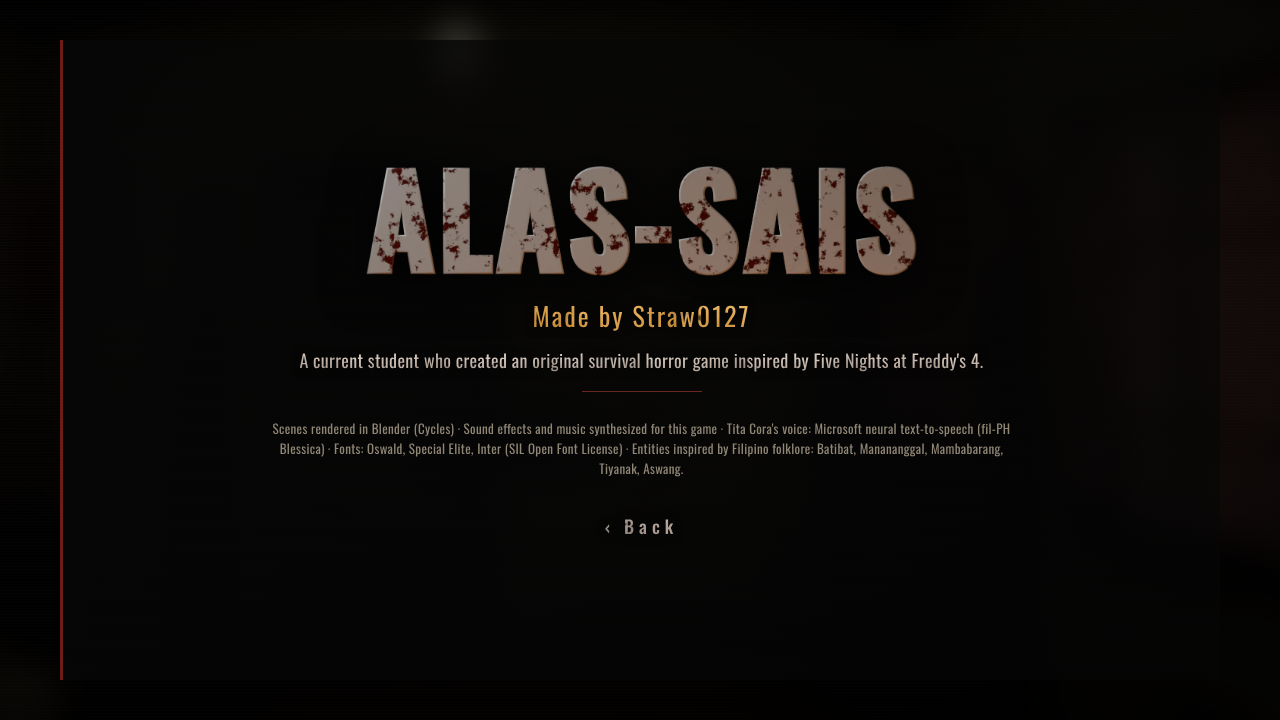 ALAS-SAIS
Made by Straw0127
A current student who created an original survival horror game inspired by Five Nights at Freddy's 4.
Scenes rendered in Blender (Cycles) · Sound effects and music synthesized for this game · Tita Cora's voice: Microsoft neural text-to-speech (fil-PH
Blessica) · Fonts: Oswald, Special Elite, Inter (SIL Open Font License) · Entities inspired by Filipino folklore: Batibat, Manananggal, Mambabarang,
Tiyanak, Aswang.
‹ Back